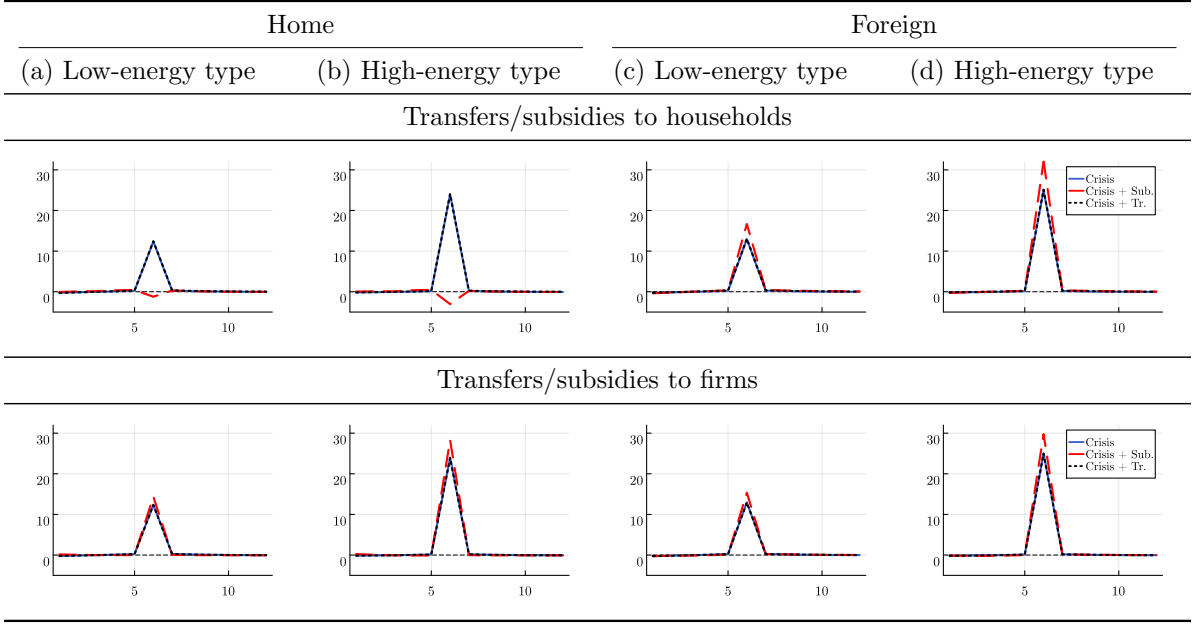 Home Foreign
(a) Low-energy type (b) High-energy type (c) Low-energy type (d) High-energy type
Transfers/subsidies to households
30 30 30 30
Crisis
Crisis + Sub.
Crisis + Tr.
20 20 20 20
10 10 10 10
0 0 0 0
5 10 5 10 5 10 5 10
Transfers/subsidies to firms
30 30 30 30
Crisis
Crisis + Sub.
Crisis + Tr.
20 20 20 20
10 10 10 10
0 0 0 0
5 10 5 10 5 10 5 10